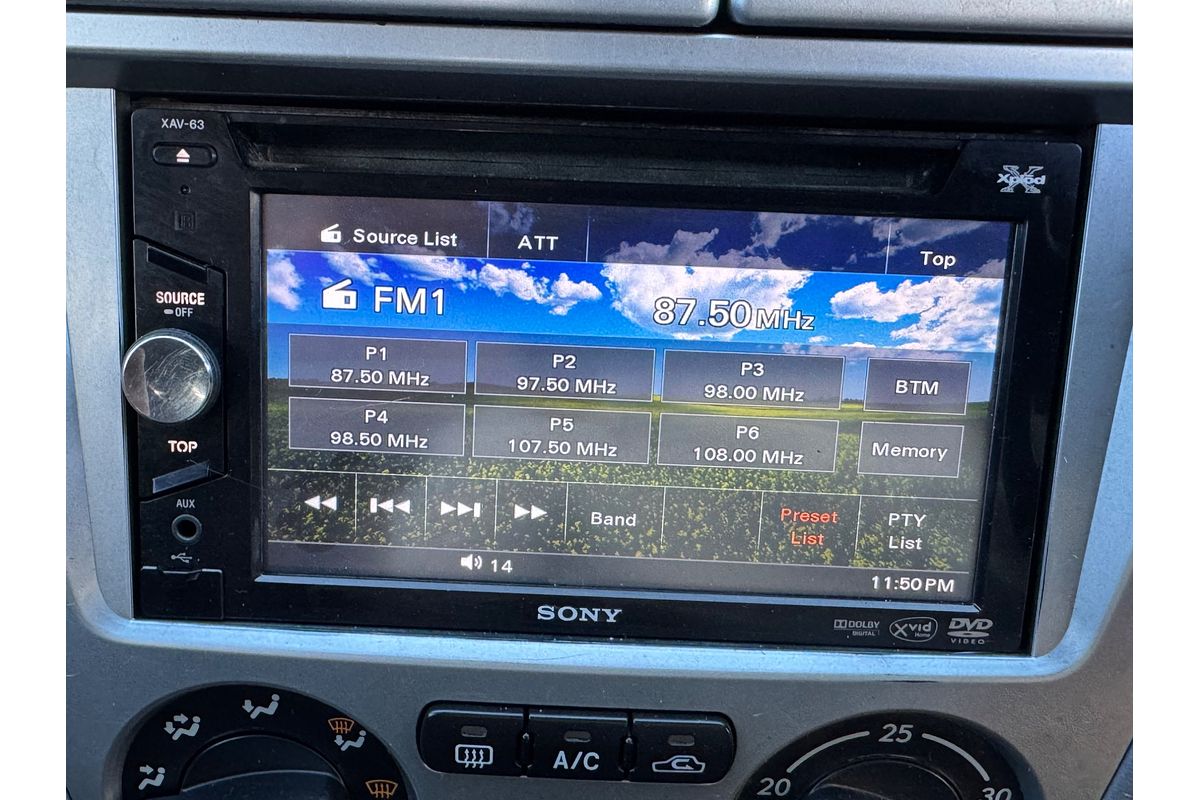 XAV-63
Xplod
Source List
ATT
Top
FM1
87.50 MHz
P1
87.50 MHz
P2
97.50 MHz
P3
98.00 MHz
BTM
P4
98.50 MHz
P5
107.50 MHz
P6
108.00 MHz
Memory
Band
Preset
List
PTY
List
14
11:50 PM
SOURCE
OFF
TOP
AUX
SONY
DOLBY
DIGITAL
Xvid
Home
DVD
VIDEO
A/C
20
25
30